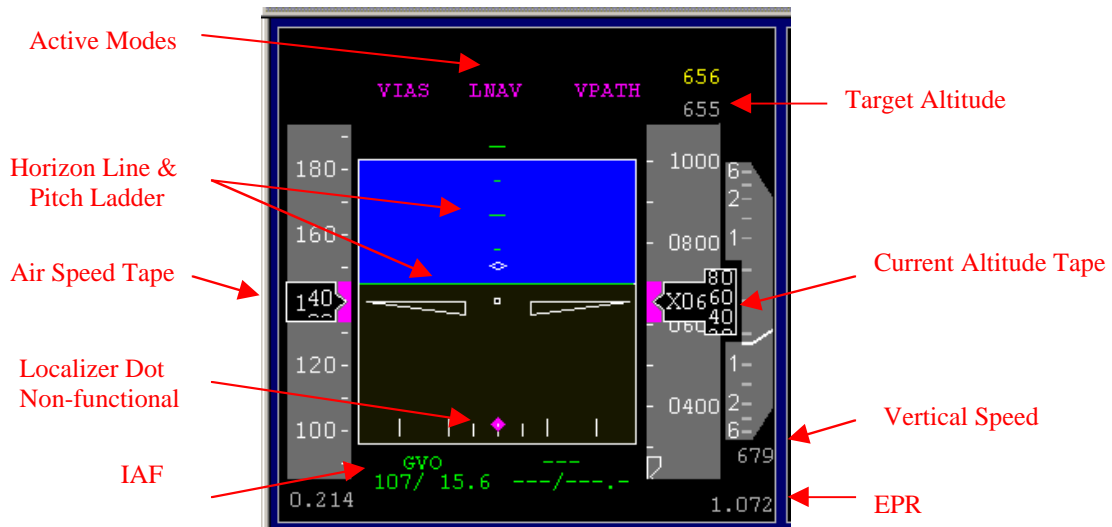 Active Modes
656
VIAS LNAV VPATH
655
Target Altitude
Horizon Line &
Pitch Ladder
Air Speed Tape
Localizer Dot
Non-functional
IAF
180
160
140
120
100
0.214
1000
0800
X06
80
60
40
0600
0400
6
2
1
1
2
6
679
1.072
GVO
107/ 15.6
---
---/---.-
Current Altitude Tape
Vertical Speed
EPR